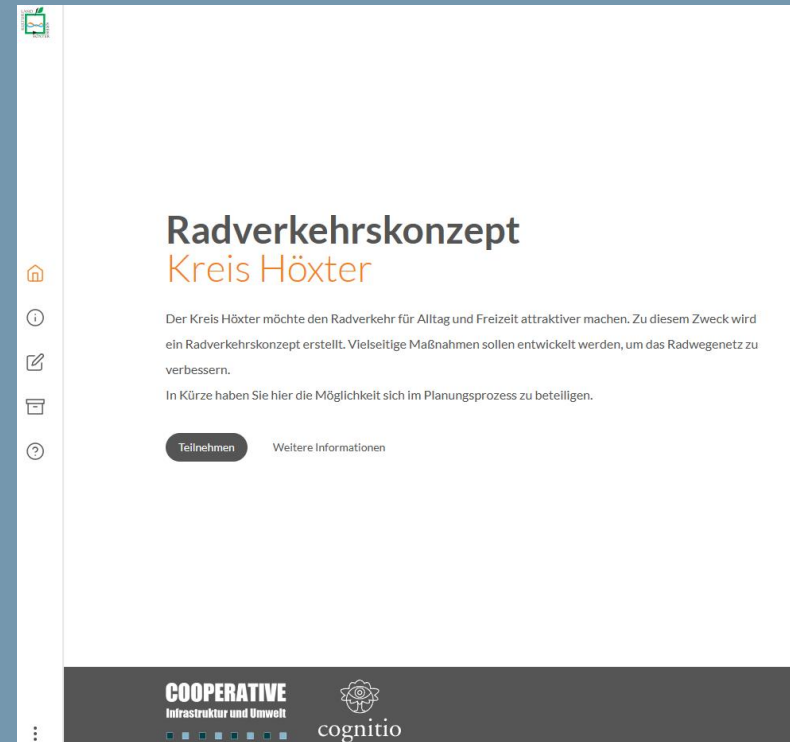 Radverkehrskonzept
Kreis Höxter
Der Kreis Höxter möchte den Radverkehr für Alltag und Freizeit attraktiver machen. Zu diesem Zweck wird
ein Radverkehrskonzept erstellt. Vielseitige Maßnahmen sollen entwickelt werden, um das Radwegenetz zu
verbessern.
In Kürze haben Sie hier die Möglichkeit sich im Planungsprozess zu beteiligen.
Teilnehmen Weitere Informationen
COOPERATIVE
Infrastruktur und Umwelt
cognitio